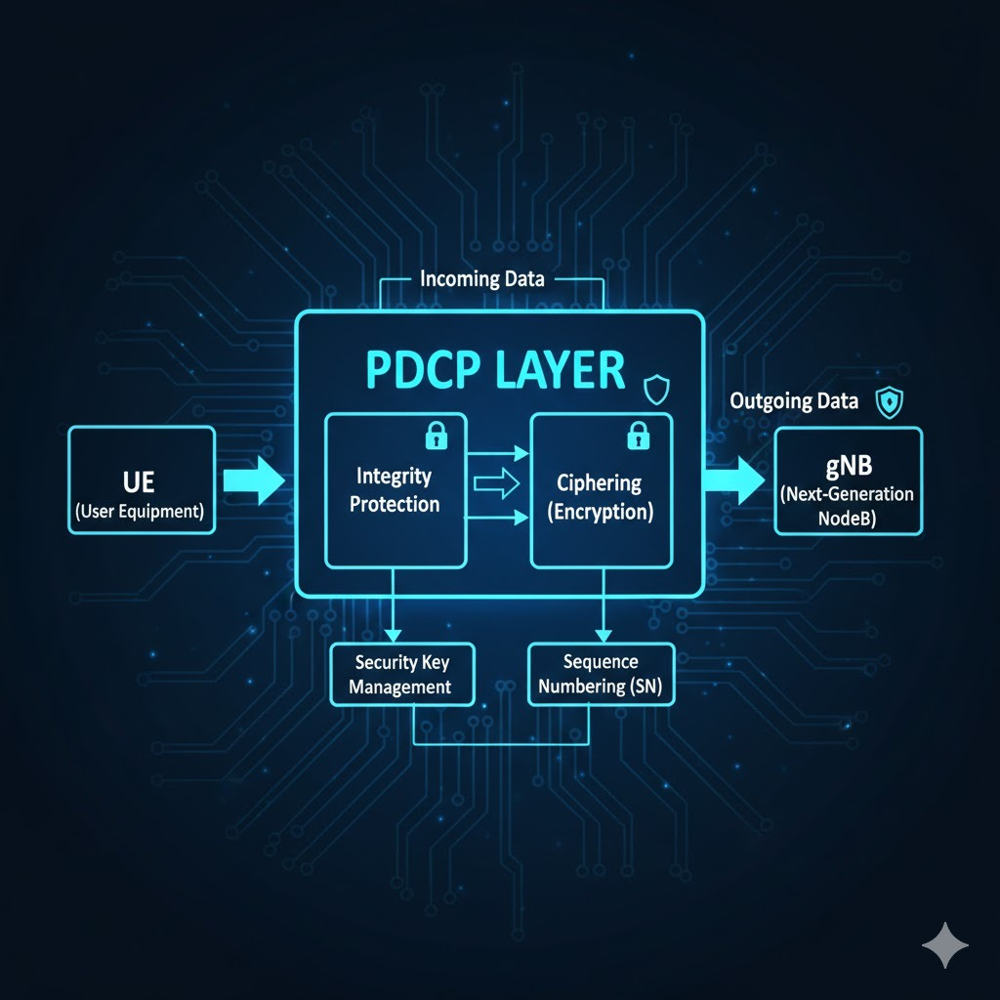 Incoming Data
PDCP LAYER
Outgoing Data
UE
(User Equipment)
Integrity
Protection
Ciphering
(Encryption)
gNB
(Next-Generation
NodeB)
Security Key
Management
Sequence
Numbering (SN)